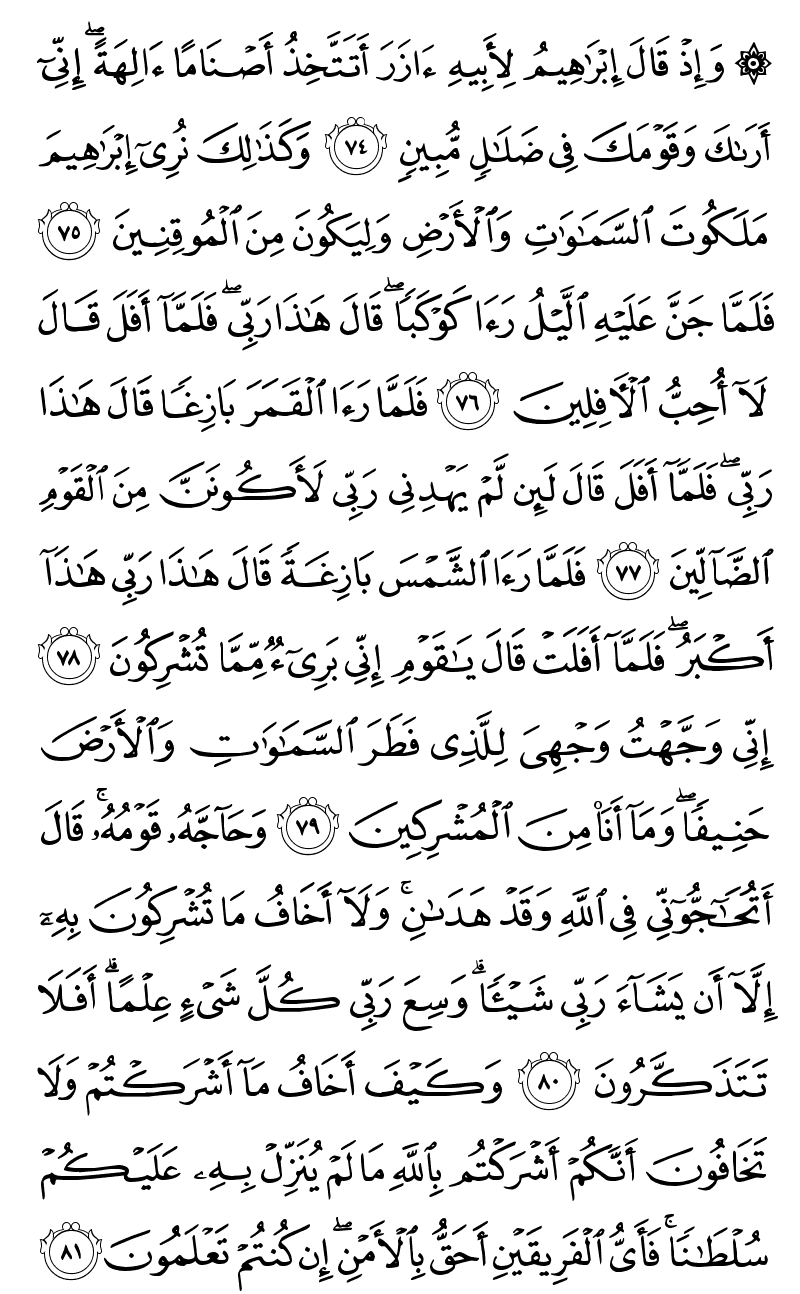 ۞ وَإِذۡ قَالَ إِبۡرَٰهِيمُ لِأَبِيهِ ءَازَرَ أَتَتَّخِذُ أَصۡنَامًا ءَالِهَةً ۖ إِنِّيٓ
أَرَىٰكَ وَقَوۡمَكَ فِي ضَلَٰلٖ مُّبِينٖ ٧٤ وَكَذَٰلِكَ نُرِيٓ إِبۡرَٰهِيمَ
مَلَكُوتَ ٱلسَّمَٰوَٰتِ وَٱلۡأَرۡضِ وَلِيَكُونَ مِنَ ٱلۡمُوقِنِينَ ٧٥
فَلَمَّا جَنَّ عَلَيۡهِ ٱلَّيۡلُ رَءَا كَوۡكَبٗا ۖ قَالَ هَٰذَا رَبِّي ۖ فَلَمَّآ أَفَلَ قَالَ
لَآ أُحِبُّ ٱلۡأٓفِلِينَ ٧٦ فَلَمَّا رَءَا ٱلۡقَمَرَ بَازِغٗا قَالَ هَٰذَا
رَبِّي ۖ فَلَمَّآ أَفَلَ قَالَ لَئِن لَّمۡ يَهۡدِنِي رَبِّي لَأَكُونَنَّ مِنَ ٱلۡقَوۡمِ
ٱلضَّآلِّينَ ٧٧ فَلَمَّا رَءَا ٱلشَّمۡسَ بَازِغَةٗ قَالَ هَٰذَا رَبِّي هَٰذَآ
أَكۡبَرُ ۖ فَلَمَّآ أَفَلَتۡ قَالَ يَٰقَوۡمِ إِنِّي بَرِيٓءٞ مِّمَّا تُشۡرِكُونَ ٧٨
إِنِّي وَجَّهۡتُ وَجۡهِيَ لِلَّذِي فَطَرَ ٱلسَّمَٰوَٰتِ وَٱلۡأَرۡضَ
حَنِيفٗا ۖ وَمَآ أَنَا۠ مِنَ ٱلۡمُشۡرِكِينَ ٧٩ وَحَآجَّهُۥ قَوۡمُهُۥ ۚ قَالَ
أَتُحَٰٓجُّوٓنِّي فِي ٱللَّهِ وَقَدۡ هَدَىٰنِ ۚ وَلَآ أَخَافُ مَا تُشۡرِكُونَ بِهِۦٓ
إِلَّآ أَن يَشَآءَ رَبِّي شَيۡـٔٗا ۗ وَسِعَ رَبِّي كُلَّ شَيۡءٍ عِلۡمًا ۗ أَفَلَا
تَتَذَكَّرُونَ ٨٠ وَكَيۡفَ أَخَافُ مَآ أَشۡرَكۡتُمۡ وَلَا
تَخَافُونَ أَنَّكُمۡ أَشۡرَكۡتُم بِٱللَّهِ مَا لَمۡ يُنَزِّلۡ بِهِۦ عَلَيۡكُمۡ
سُلۡطَٰنٗا ۚ فَأَيُّ ٱلۡفَرِيقَيۡنِ أَحَقُّ بِٱلۡأَمۡنِ ۖ إِن كُنتُمۡ تَعۡلَمُونَ ٨١